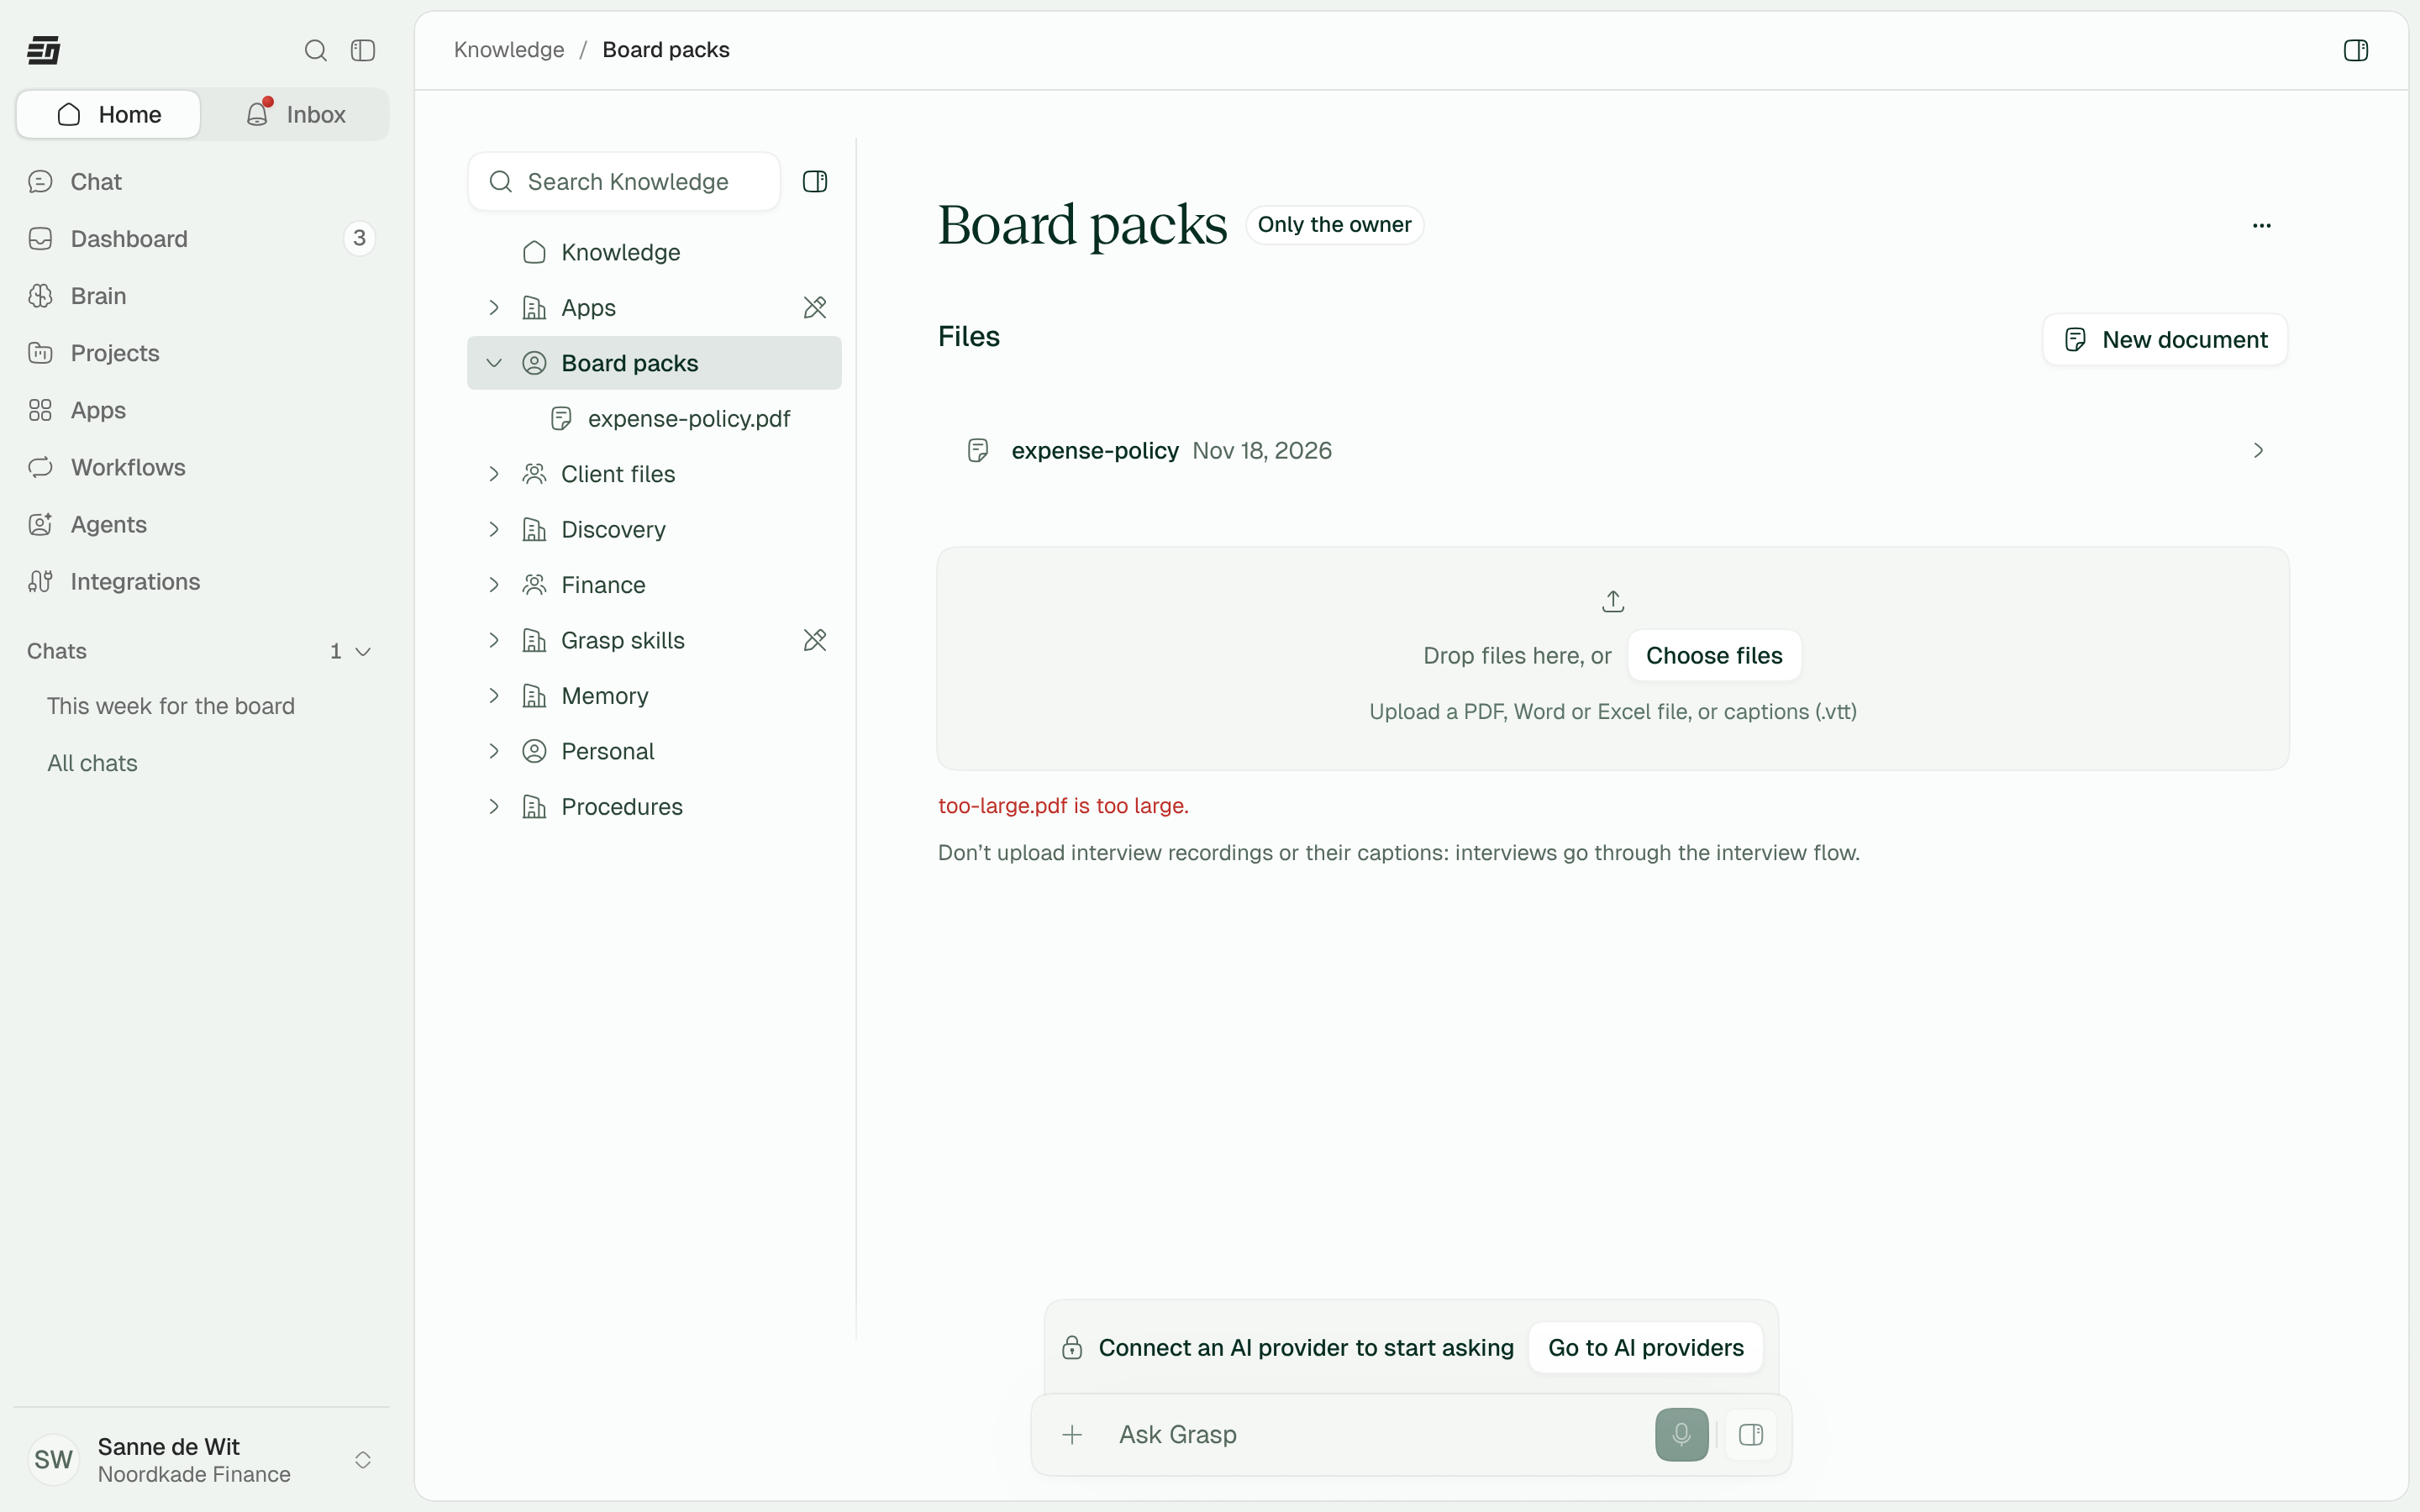 Home
Inbox
Chat
Dashboard 3
Brain
Projects
Apps
Workflows
Agents
Integrations
Chats 1
This week for the board
All chats
SW
Sanne de Wit
Noordkade Finance
Knowledge / Board packs
Search Knowledge
Knowledge
Apps
Board packs
expense-policy.pdf
Client files
Discovery
Finance
Grasp skills
Memory
Personal
Procedures
Board packs Only the owner
Files
New document
expense-policy Nov 18, 2026
Drop files here, or Choose files
Upload a PDF, Word or Excel file, or captions (.vtt)
too-large.pdf is too large.
Don’t upload interview recordings or their captions: interviews go through the interview flow.
Connect an AI provider to start asking Go to AI providers
Ask Grasp